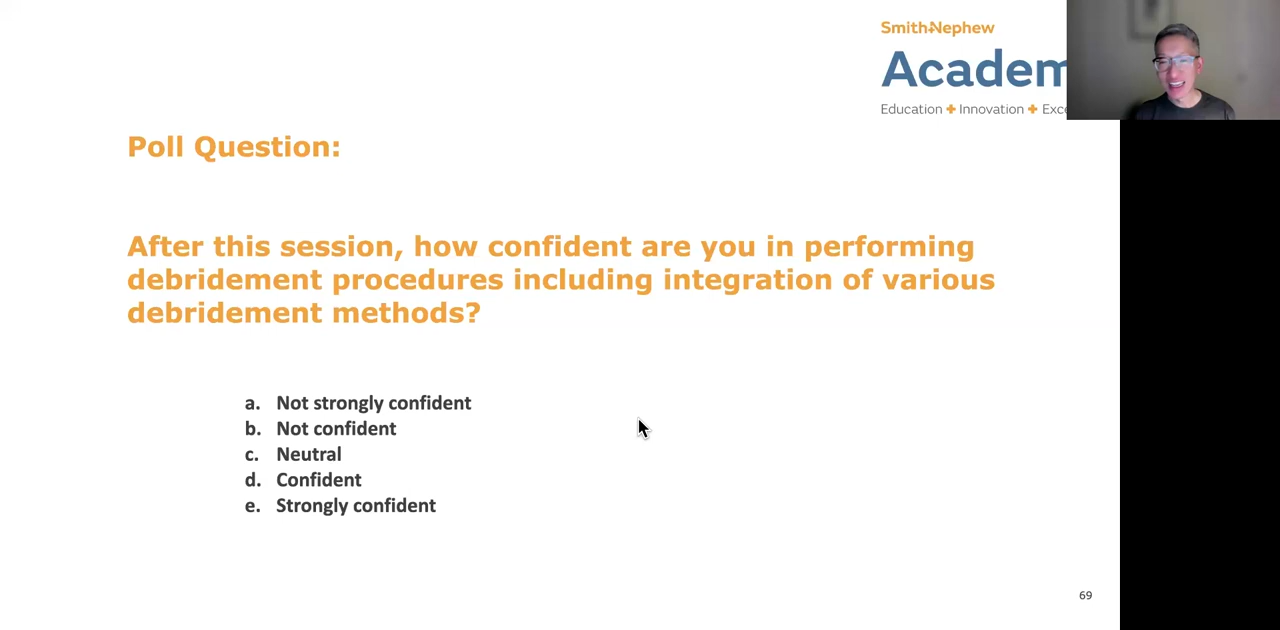 Smith+Nephew
Academ
Education + Innovation + Exce
Poll Question:
After this session, how confident are you in performing
debridement procedures including integration of various
debridement methods?
a. Not strongly confident
b. Not confident
c. Neutral
d. Confident
e. Strongly confident
69